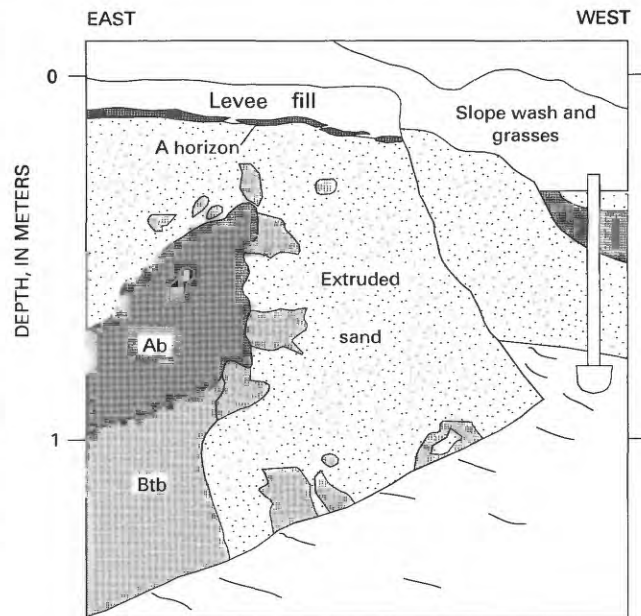 EAST
WEST
0
Levee fill
Slope wash and
grasses
A horizon
DEPTH, IN METERS
Extruded
sand
Ab
1
Btb